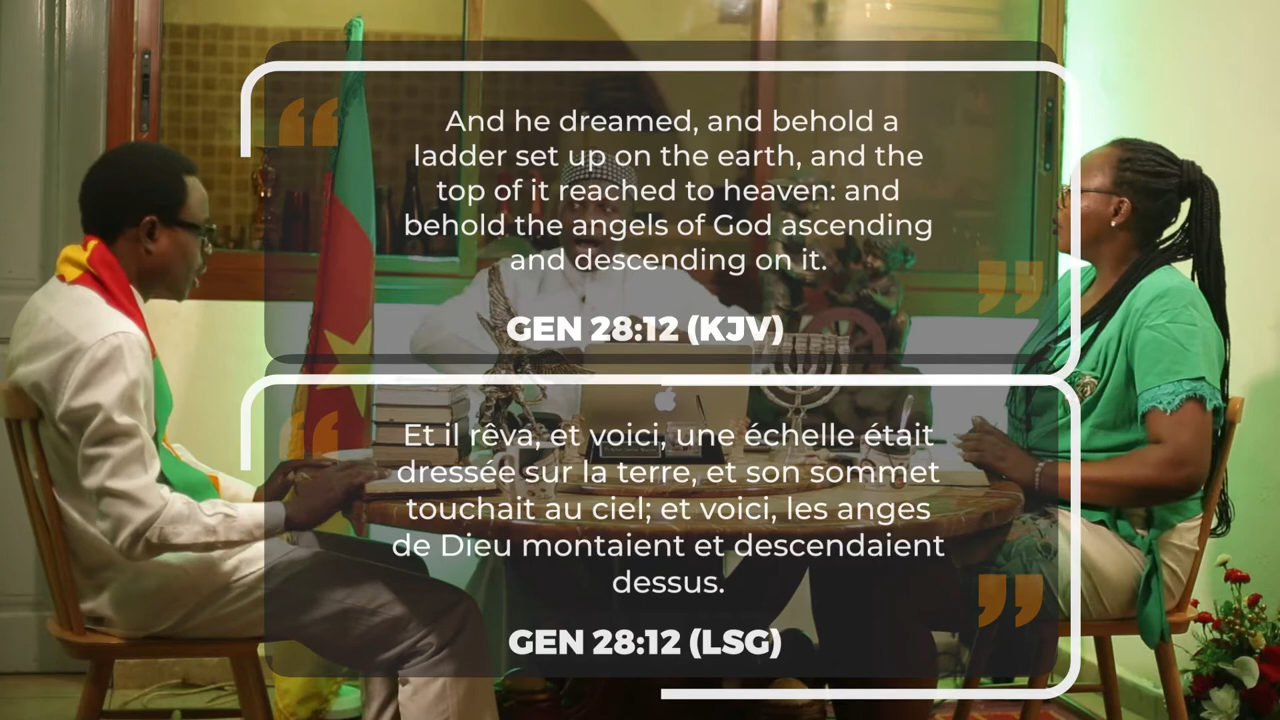 And he dreamed, and behold a
ladder set up on the earth, and the
top of it reached to heaven: and
behold the angels of God ascending
and descending on it.
GEN 28:12 (KJV)
Et il rêva, et voici, une échelle était
dressée sur la terre, et son sommet
touchait au ciel; et voici, les anges
de Dieu montaient et descendaient
dessus.
GEN 28:12 (LSG)